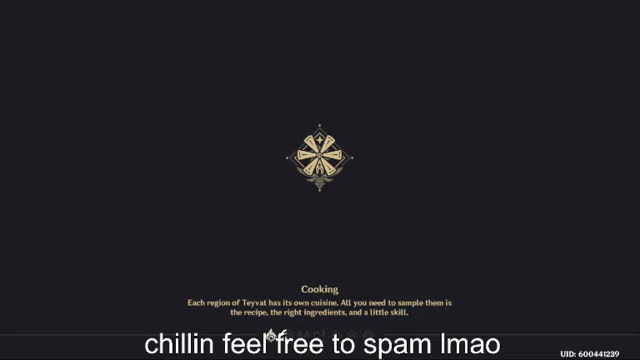 Cooking
Each region of Teyvat has its own cuisine. All you need to sample them is
the recipe, the right ingredients, and a little skill.
chillin feel free to spam lmao
UID: 600441239